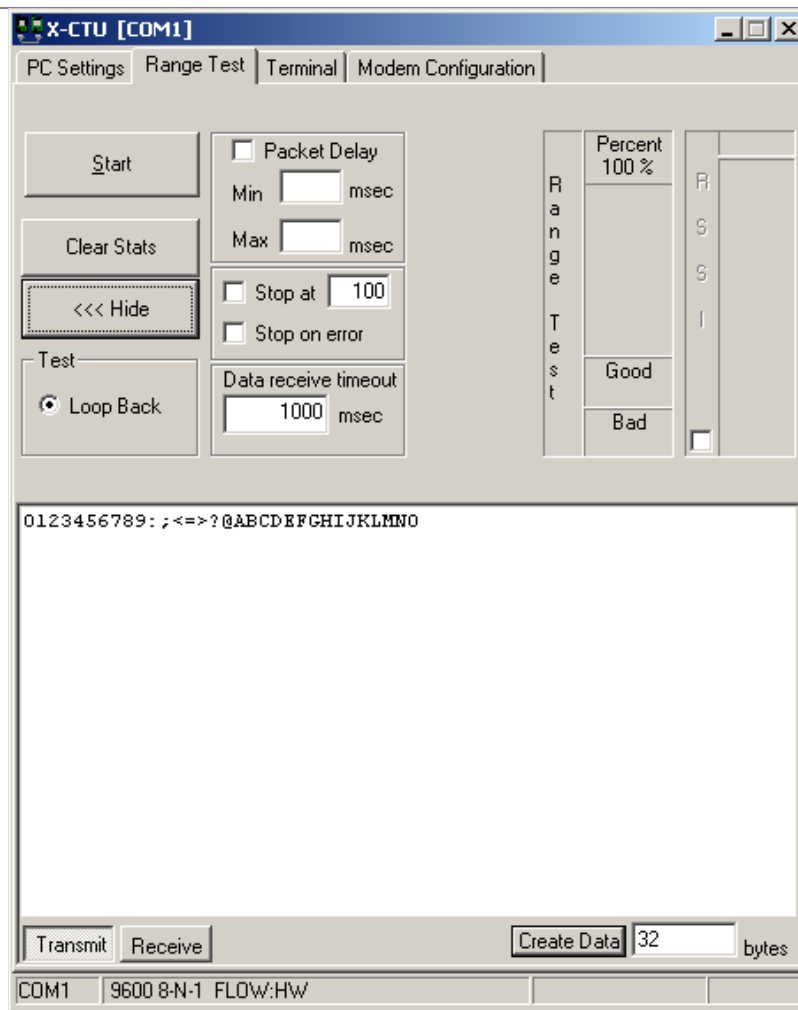 X-CTU [COM1]
PC Settings Range Test Terminal Modem Configuration
Start
Clear Stats
<<< Hide
Test
Loop Back
Packet Delay
Min msec
Max msec
Stop at 100
Stop on error
Data receive timeout
1000 msec
Range Test
Percent
100 %
Good
Bad
RSSI
0123456789:;<=>?@ABCDEFGHIJKLMNO
Transmit Receive Create Data 32 bytes
COM1 9600 8-N-1 FLOW:HW